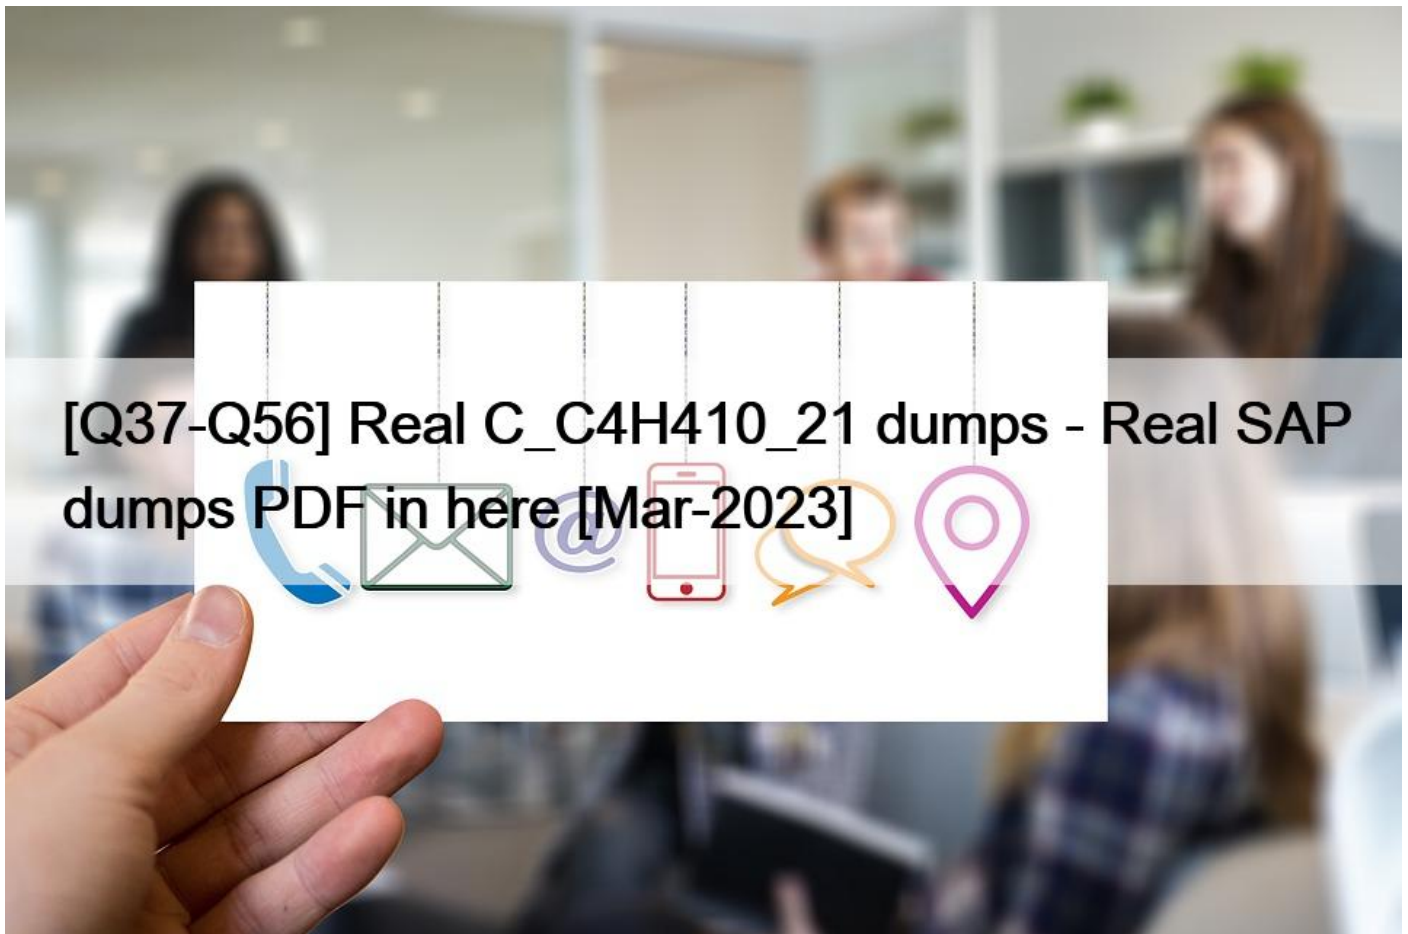 [Q37-Q56] Real C_C4H410_21 dumps - Real SAP
dumps PDF in here [Mar-2023]
@